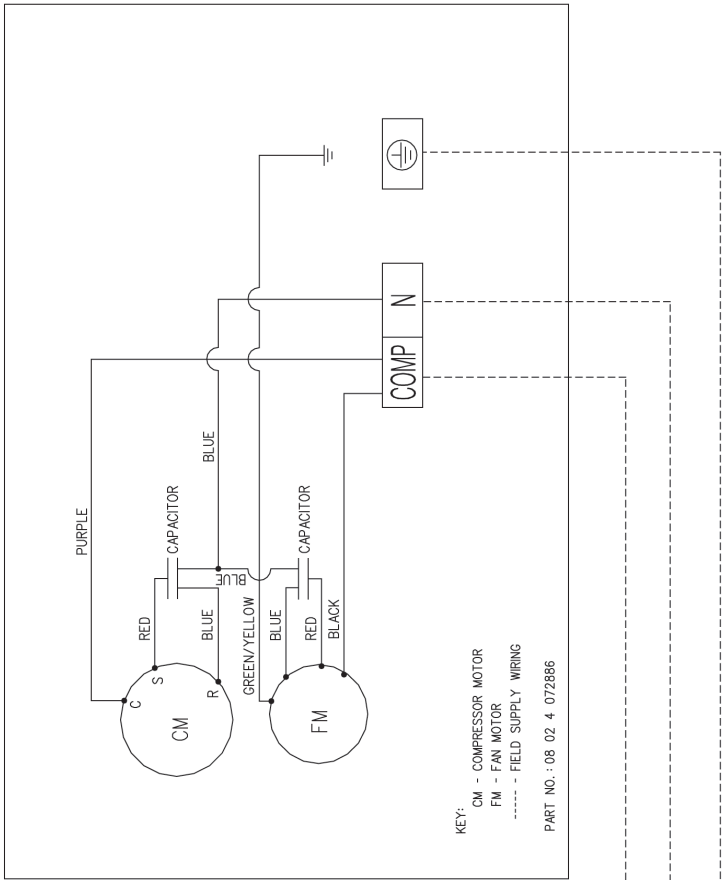 N
COMP
BLUE
PURPLE
CAPACITOR
CAPACITOR
BLUE
RED
BLUE
GREEN/YELLOW
BLUE
RED
BLACK
C
S
R
CM
FM
KEY:
CM - COMPRESSOR MOTOR
FM - FAN MOTOR
----- - FIELD SUPPLY WIRING
PART NO.: 08 02 4 072886